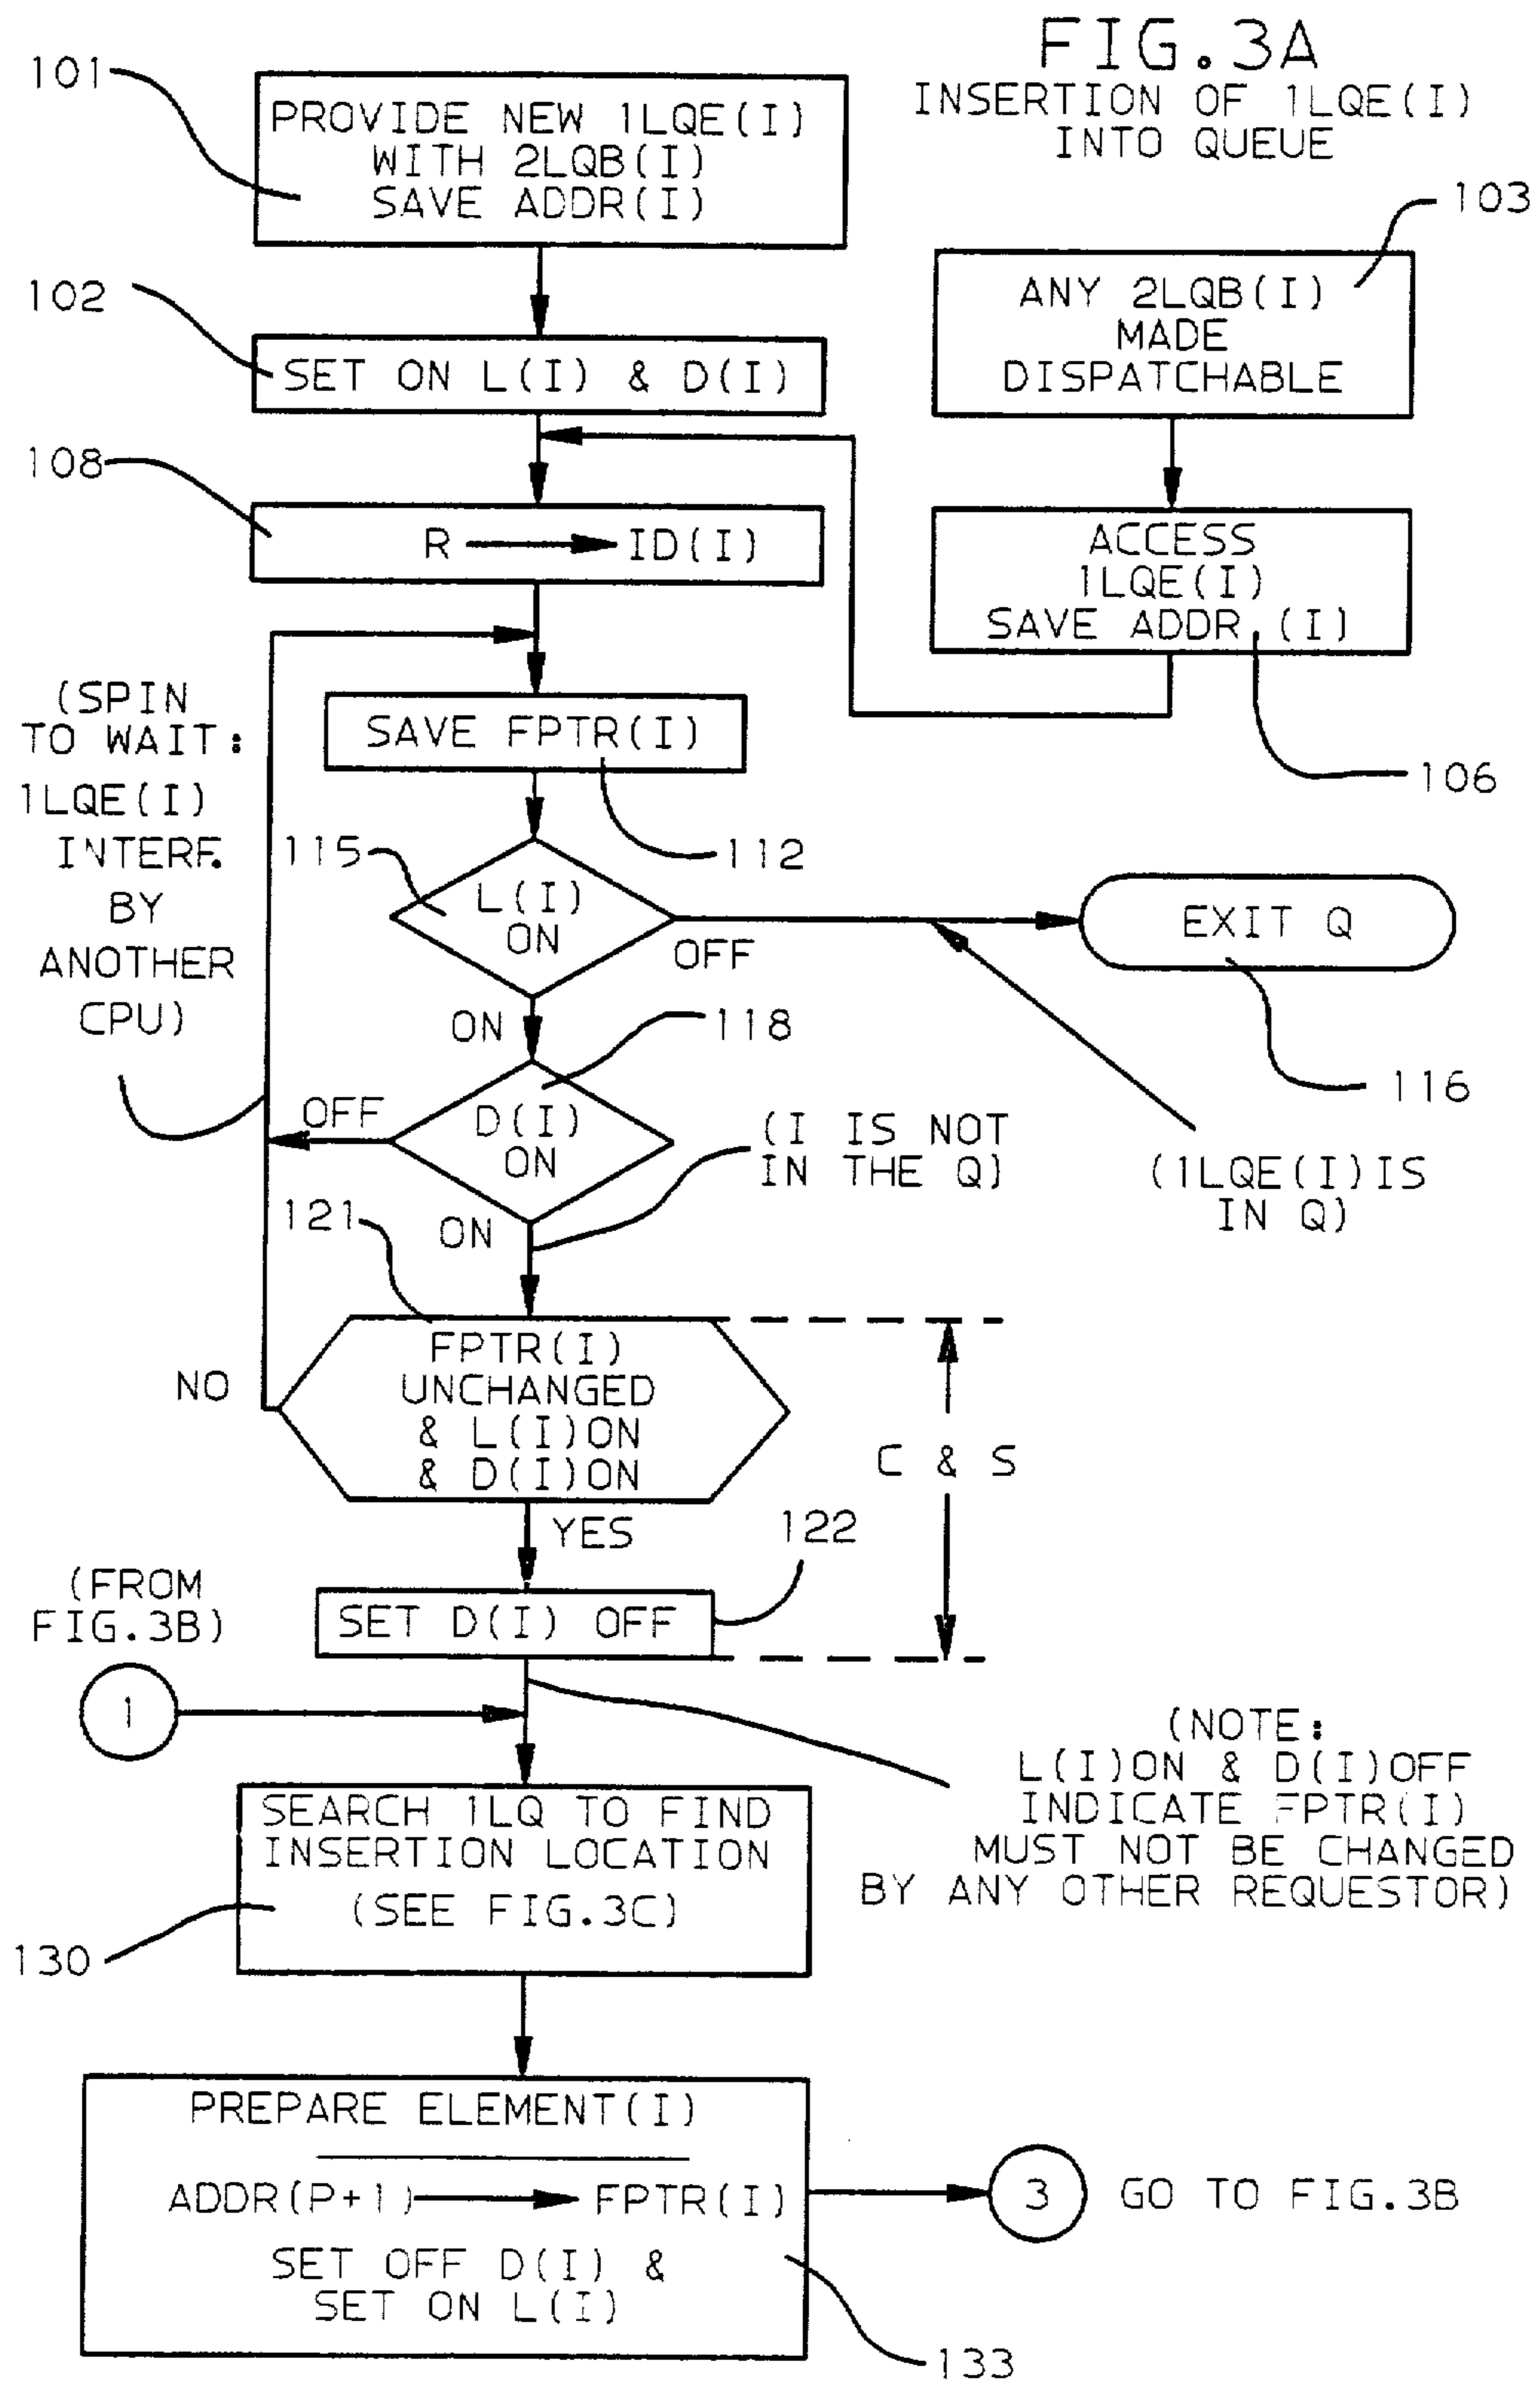 FIG.3A
INSERTION OF 1LQE(I)
INTO QUEUE
101
PROVIDE NEW 1LQE(I)
WITH 2LQB(I)
SAVE ADDR(I)
102
SET ON L(I) & D(I)
103
ANY 2LQB(I)
MADE
DISPATCHABLE
108
R ID(I)
ACCESS
1LQE(I)
SAVE ADDR (I)
106
(SPIN
TO WAIT:
1LQE(I)
INTERF.
BY
ANOTHER
CPU)
SAVE FPTR(I)
112
115
L(I)
ON
OFF
EXIT Q
116
ON
118
D(I)
ON
OFF
(I IS NOT
IN THE Q)
(1LQE(I)IS
IN Q)
ON
121
FPTR(I)
UNCHANGED
& L(I)ON
& D(I)ON
NO
C & S
YES
122
SET D(I) OFF
(FROM
FIG.3B)
1
(NOTE:
L(I)ON & D(I)OFF
INDICATE FPTR(I)
MUST NOT BE CHANGED
BY ANY OTHER REQUESTOR)
SEARCH 1LQ TO FIND
INSERTION LOCATION
(SEE FIG.3C)
130
PREPARE ELEMENT(I)
ADDR(P+1) FPTR(I)
SET OFF D(I) &
SET ON L(I)
133
3
GO TO FIG.3B